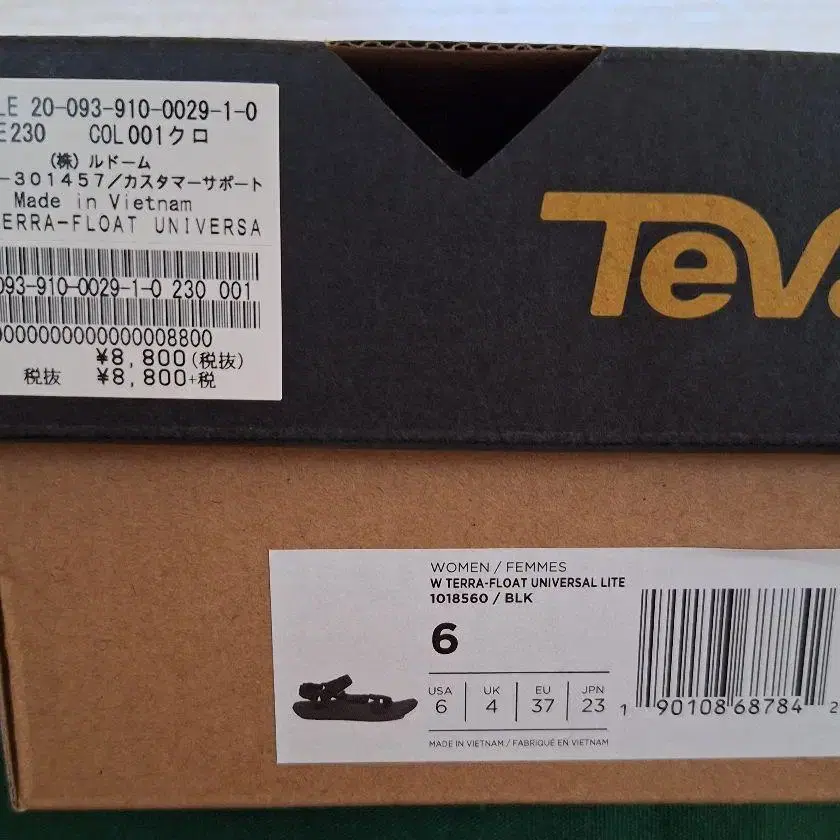 LE 20-093-910-0029-1-0
E230 COL001クロ
(株)ルドーム
-301457/カスタマーサポート
Made in Vietnam
ERRA-FLOAT UNIVERSA
093-910-0029-1-0 230 001
0000000000000008800
¥8,800(税抜)
税抜 ¥8,800+税
Teva
WOMEN / FEMMES
W TERRA-FLOAT UNIVERSAL LITE
1018560 / BLK
6
USA UK EU JPN
6 4 37 23
1 90108 68784 2
MADE IN VIETNAM / FABRIQUÉ EN VIETNAM